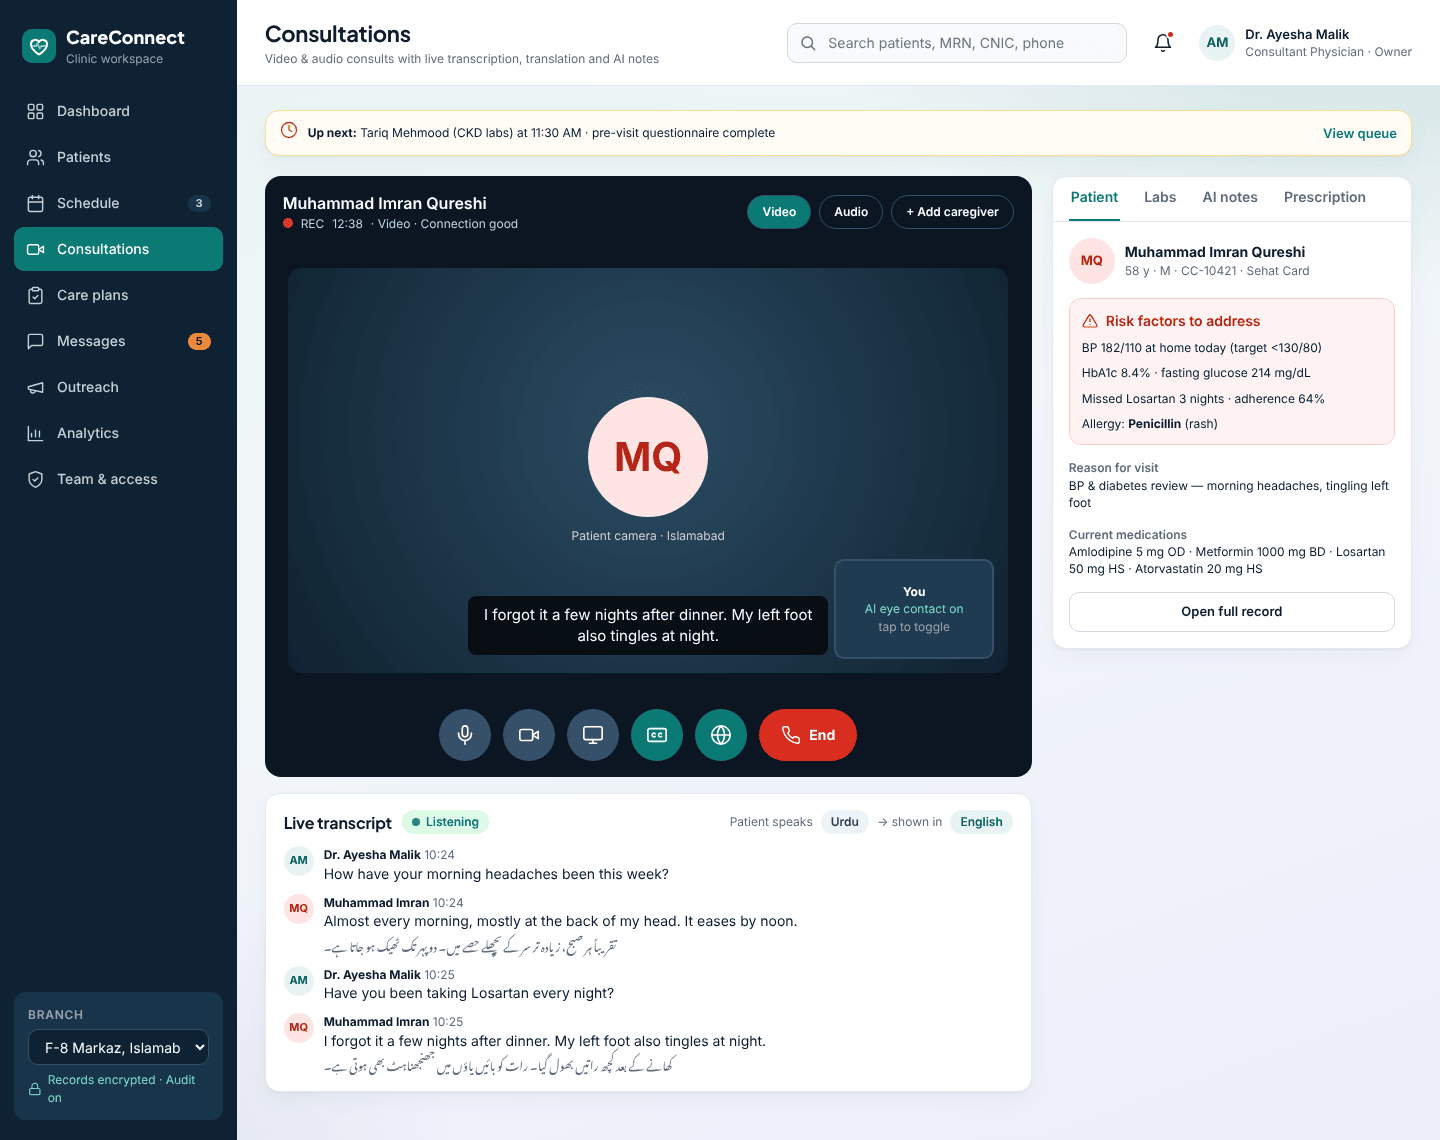 CareConnect
Clinic workspace
Dashboard
Patients
Schedule
3
Consultations
Care plans
Messages
5
Outreach
Analytics
Team & access
BRANCH
F-8 Markaz, Islamab
Records encrypted · Audit
on
Consultations
Video & audio consults with live transcription, translation and AI notes
Search patients, MRN, CNIC, phone
AM
Dr. Ayesha Malik
Consultant Physician · Owner
Up next: Tariq Mehmood (CKD labs) at 11:30 AM · pre-visit questionnaire complete
View queue
Muhammad Imran Qureshi
REC 12:38 · Video · Connection good
Video
Audio
+ Add caregiver
MQ
Patient camera · Islamabad
I forgot it a few nights after dinner. My left foot
also tingles at night.
You
AI eye contact on
tap to toggle
CC
End
Live transcript
Listening
Patient speaks Urdu → shown in English
AM
Dr. Ayesha Malik 10:24
How have your morning headaches been this week?
MQ
Muhammad Imran 10:24
Almost every morning, mostly at the back of my head. It eases by noon.
تقریباً ہر صبح، زیادہ تر سر کے پچھلے حصے میں۔ دوپہر تک ٹھیک ہو جاتا ہے۔
AM
Dr. Ayesha Malik 10:25
Have you been taking Losartan every night?
MQ
Muhammad Imran 10:25
I forgot it a few nights after dinner. My left foot also tingles at night.
کھانے کے بعد کچھ راتیں بھول گیا۔ رات کو بائیں پاؤں میں جھنجھناہٹ بھی ہوتی ہے۔
Patient
Labs
AI notes
Prescription
MQ
Muhammad Imran Qureshi
58 y · M · CC-10421 · Sehat Card
Risk factors to address
BP 182/110 at home today (target <130/80)
HbA1c 8.4% · fasting glucose 214 mg/dL
Missed Losartan 3 nights · adherence 64%
Allergy: Penicillin (rash)
Reason for visit
BP & diabetes review — morning headaches, tingling left
foot
Current medications
Amlodipine 5 mg OD · Metformin 1000 mg BD · Losartan
50 mg HS · Atorvastatin 20 mg HS
Open full record